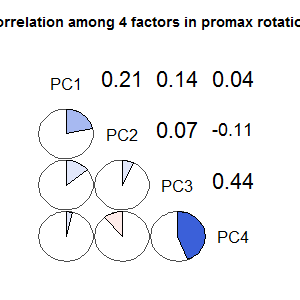 orrelation among 4 factors in promax rotatio
PC1 0.21 0.14 0.04
PC2 0.07 -0.11
PC3 0.44
PC4